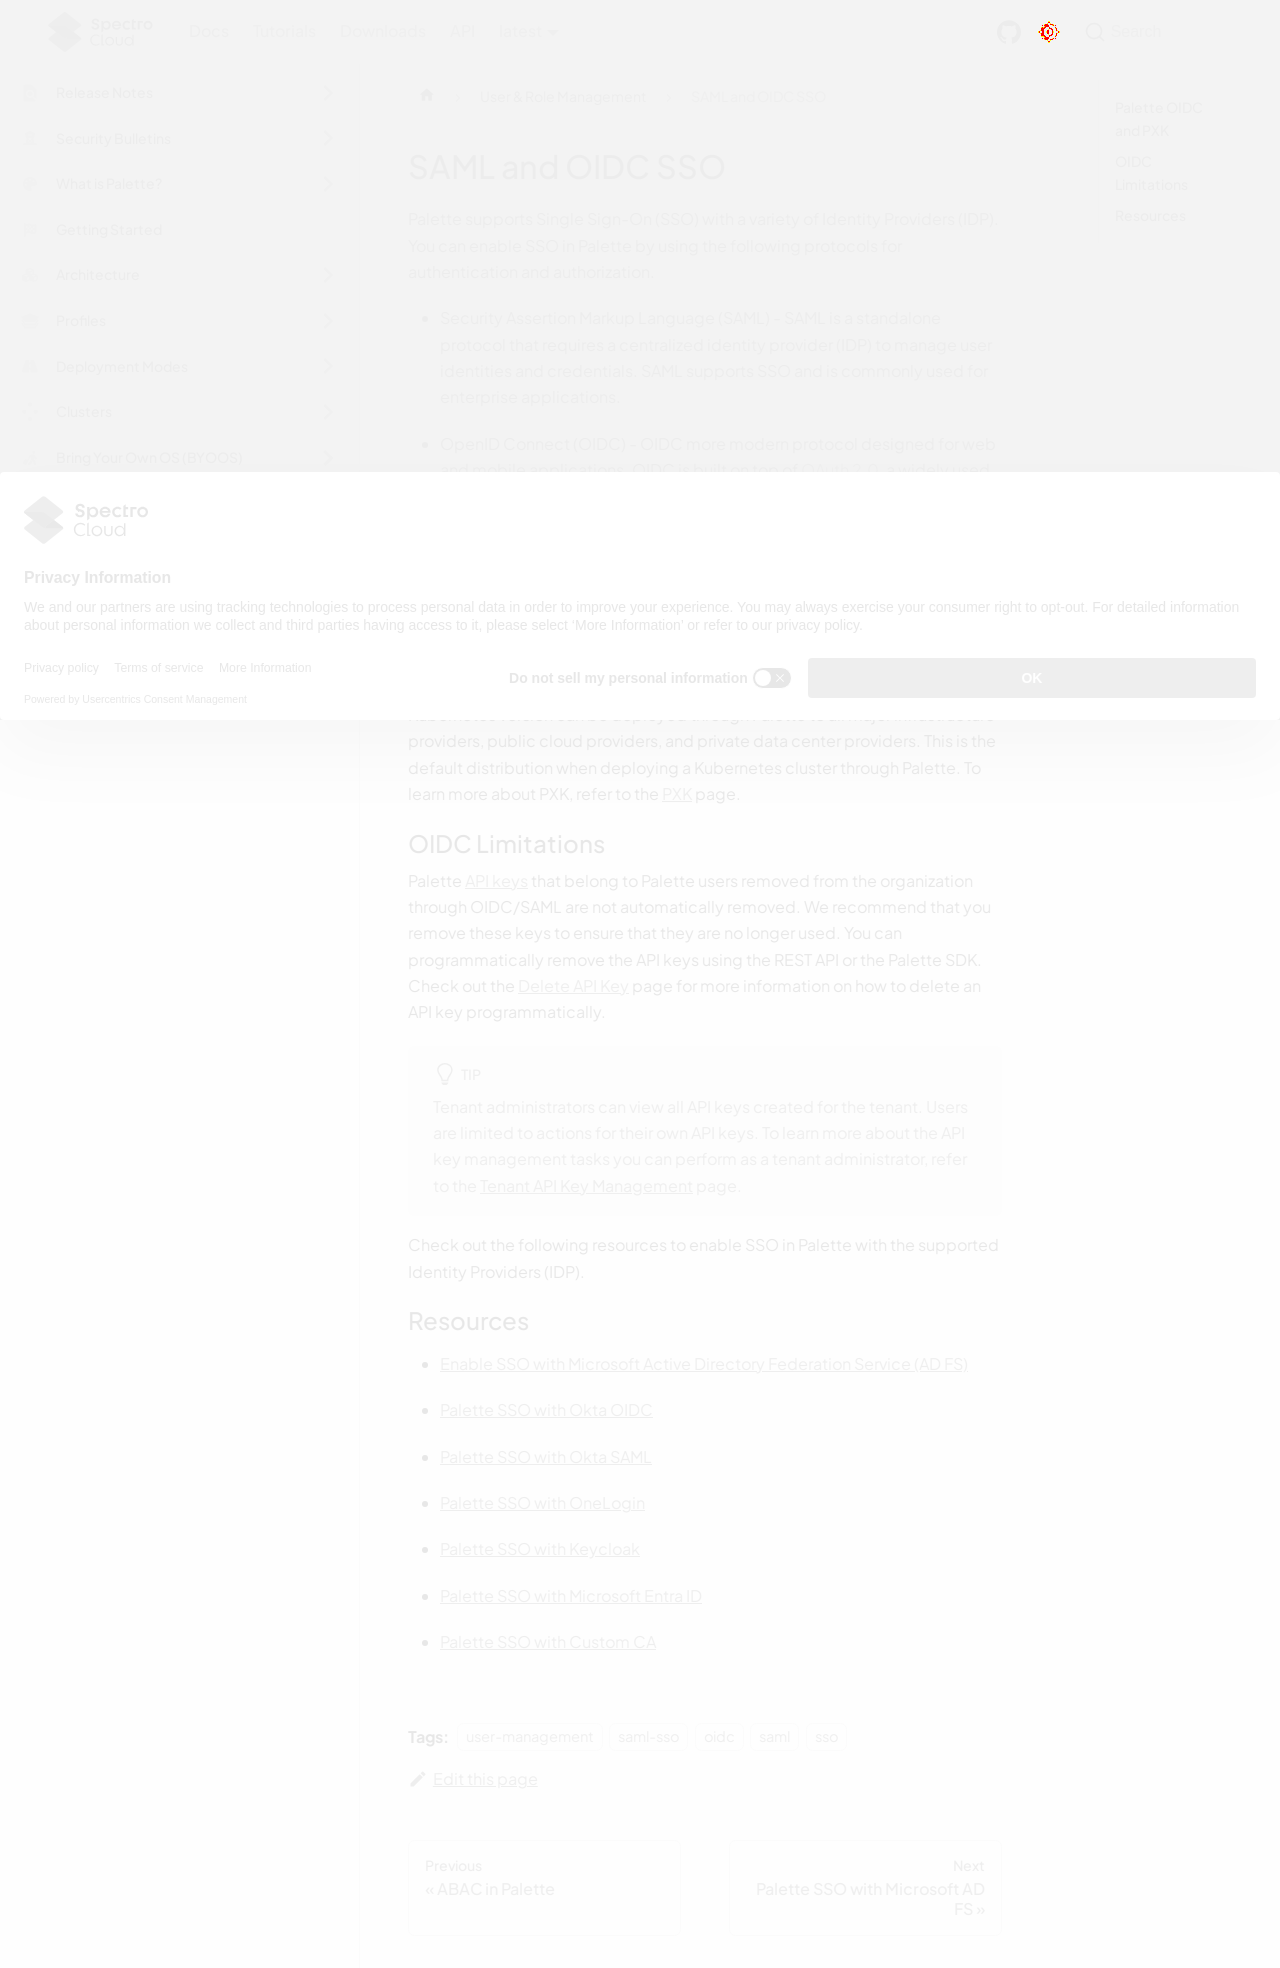 Spectro
Cloud
Docs
Tutorials
Downloads
API
latest
Search
Release Notes
Security Bulletins
What is Palette?
Getting Started
Architecture
Profiles
Deployment Modes
Clusters
Bring Your Own OS (BYOOS)
User & Role Management
SAML and OIDC SSO
Palette OIDC
and PXK
OIDC
Limitations
Resources
SAML and OIDC SSO
Palette supports Single Sign-On (SSO) with a variety of Identity Providers (IDP).
You can enable SSO in Palette by using the following protocols for
authentication and authorization.
Security Assertion Markup Language (SAML) - SAML is a standalone
protocol that requires a centralized identity provider (IDP) to manage user
identities and credentials. SAML supports SSO and is commonly used for
enterprise applications.
OpenID Connect (OIDC) - OIDC more modern protocol designed for web
and mobile applications. OIDC is built on top of OAuth 2.0, a widely used
Spectro
Cloud
Privacy Information
We and our partners are using tracking technologies to process personal data in order to improve your experience. You may always exercise your consumer right to opt-out. For detailed information
about personal information we collect and third parties having access to it, please select 'More Information' or refer to our privacy policy.
Privacy policy Terms of service More Information
Powered by Usercentrics Consent Management
Do not sell my personal information
OK
providers, public cloud providers, and private data center providers. This is the
default distribution when deploying a Kubernetes cluster through Palette. To
learn more about PXK, refer to the PXK page.
OIDC Limitations
Palette API keys that belong to Palette users removed from the organization
through OIDC/SAML are not automatically removed. We recommend that you
remove these keys to ensure that they are no longer used. You can
programmatically remove the API keys using the REST API or the Palette SDK.
Check out the Delete API Key page for more information on how to delete an
API key programmatically.
TIP
Tenant administrators can view all API keys created for the tenant. Users
are limited to actions for their own API keys. To learn more about the API
key management tasks you can perform as a tenant administrator, refer
to the Tenant API Key Management page.
Check out the following resources to enable SSO in Palette with the supported
Identity Providers (IDP).
Resources
Enable SSO with Microsoft Active Directory Federation Service (AD FS)
Palette SSO with Okta OIDC
Palette SSO with Okta SAML
Palette SSO with OneLogin
Palette SSO with Keycloak
Palette SSO with Microsoft Entra ID
Palette SSO with Custom CA
Tags: user-management saml-sso oidc saml sso
Edit this page
Previous
« ABAC in Palette
Next
Palette SSO with Microsoft AD
FS »